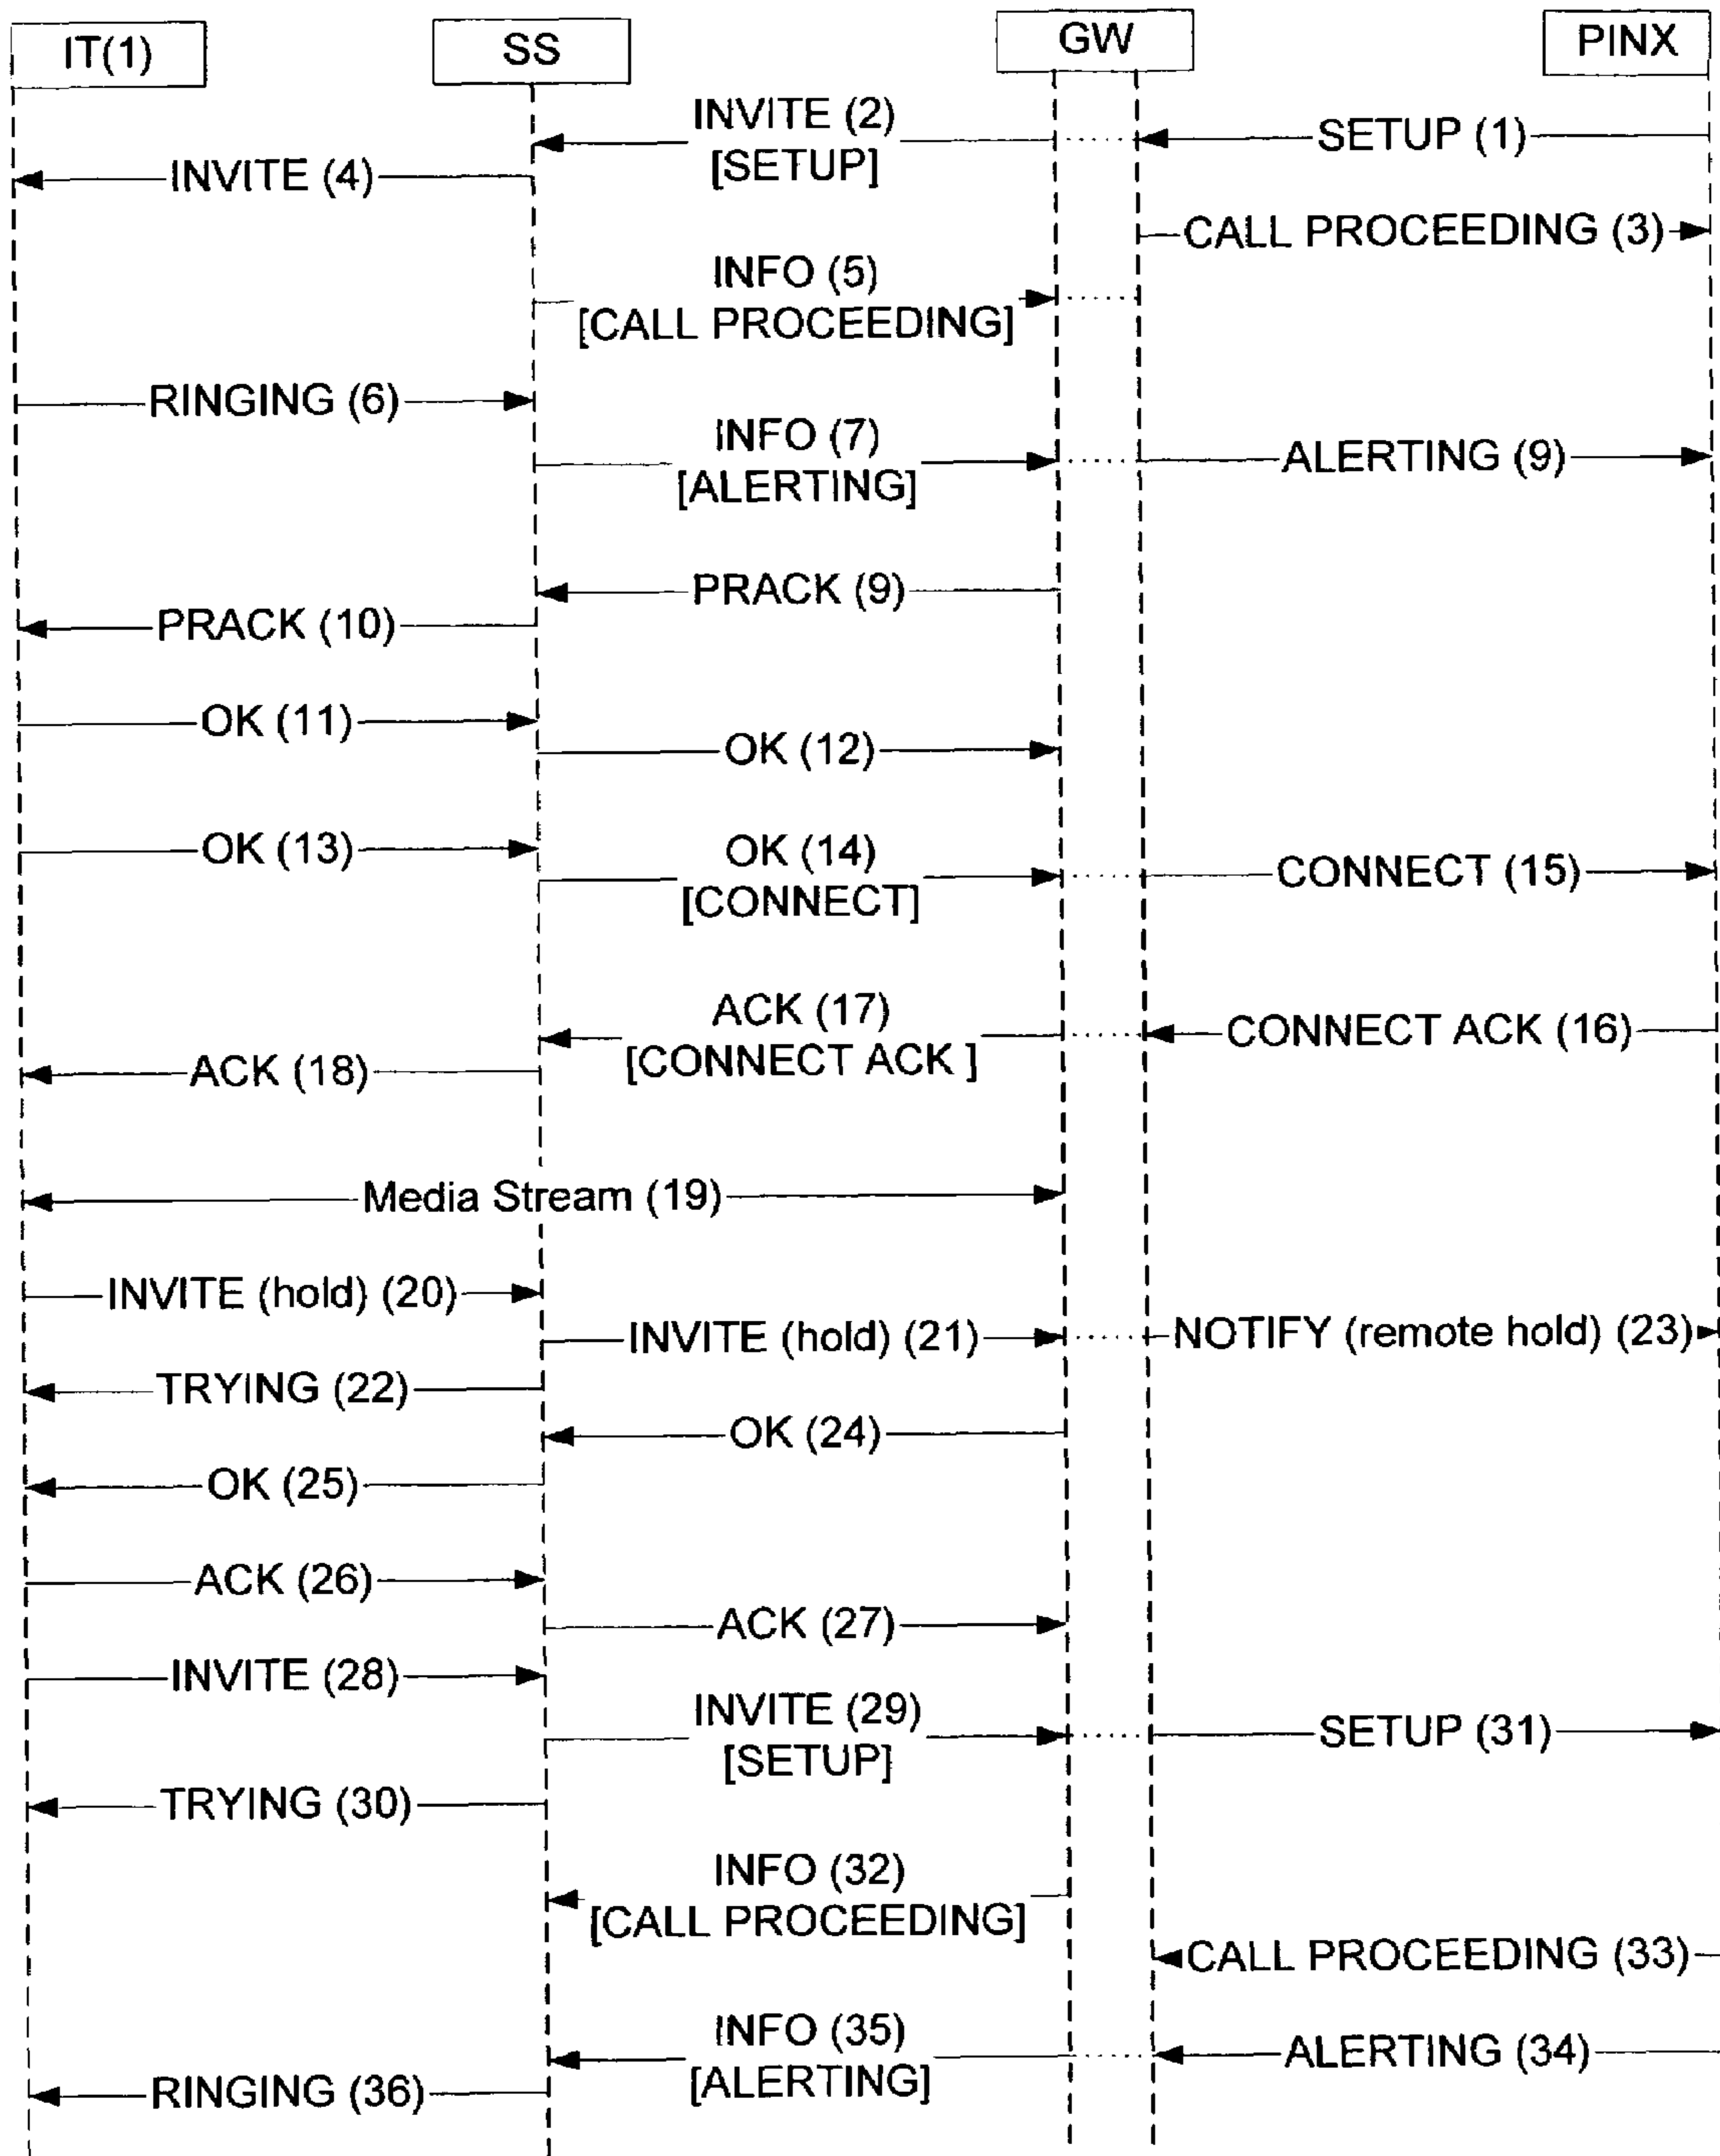 IT(1)
SS
GW
PINX
INVITE (2)
[SETUP]
SETUP (1)
INVITE (4)
CALL PROCEEDING (3)
INFO (5)
[CALL PROCEEDING]
RINGING (6)
INFO (7)
[ALERTING]
ALERTING (9)
PRACK (9)
PRACK (10)
OK (11)
OK (12)
OK (13)
OK (14)
[CONNECT]
CONNECT (15)
ACK (17)
[CONNECT ACK ]
CONNECT ACK (16)
ACK (18)
Media Stream (19)
INVITE (hold) (20)
INVITE (hold) (21)
NOTIFY (remote hold) (23)
TRYING (22)
OK (24)
OK (25)
ACK (26)
ACK (27)
INVITE (28)
INVITE (29)
[SETUP]
SETUP (31)
TRYING (30)
INFO (32)
[CALL PROCEEDING]
CALL PROCEEDING (33)
INFO (35)
[ALERTING]
ALERTING (34)
RINGING (36)